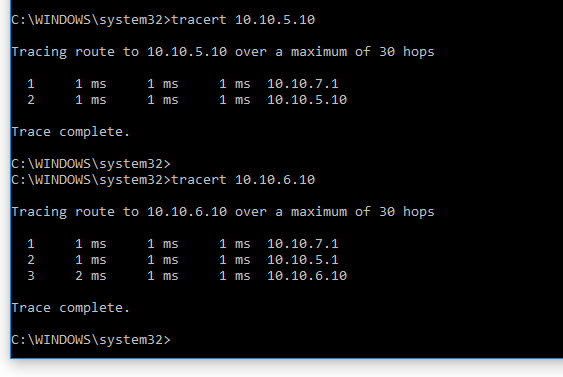 C:\WINDOWS\system32>tracert 10.10.5.10
Tracing route to 10.10.5.10 over a maximum of 30 hops
1 1 ms 1 ms 1 ms 10.10.7.1
2 1 ms 1 ms 1 ms 10.10.5.10
Trace complete.
C:\WINDOWS\system32>
C:\WINDOWS\system32>tracert 10.10.6.10
Tracing route to 10.10.6.10 over a maximum of 30 hops
1 1 ms 1 ms 1 ms 10.10.7.1
2 1 ms 1 ms 1 ms 10.10.5.1
3 2 ms 1 ms 1 ms 10.10.6.10
Trace complete.
C:\WINDOWS\system32>